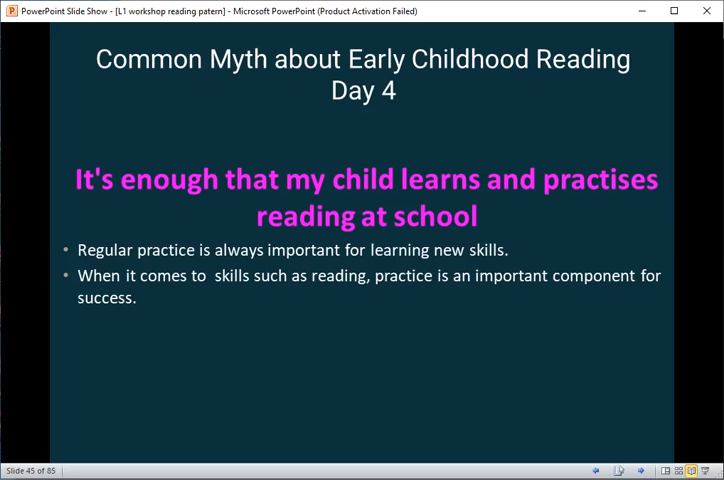 PowerPoint Slide Show - [L1 workshop reading patern] - Microsoft PowerPoint (Product Activation Failed)
Common Myth about Early Childhood Reading
Day 4
It's enough that my child learns and practises
reading at school
• Regular practice is always important for learning new skills.
• When it comes to skills such as reading, practice is an important component for
success.
Slide 45 of 85